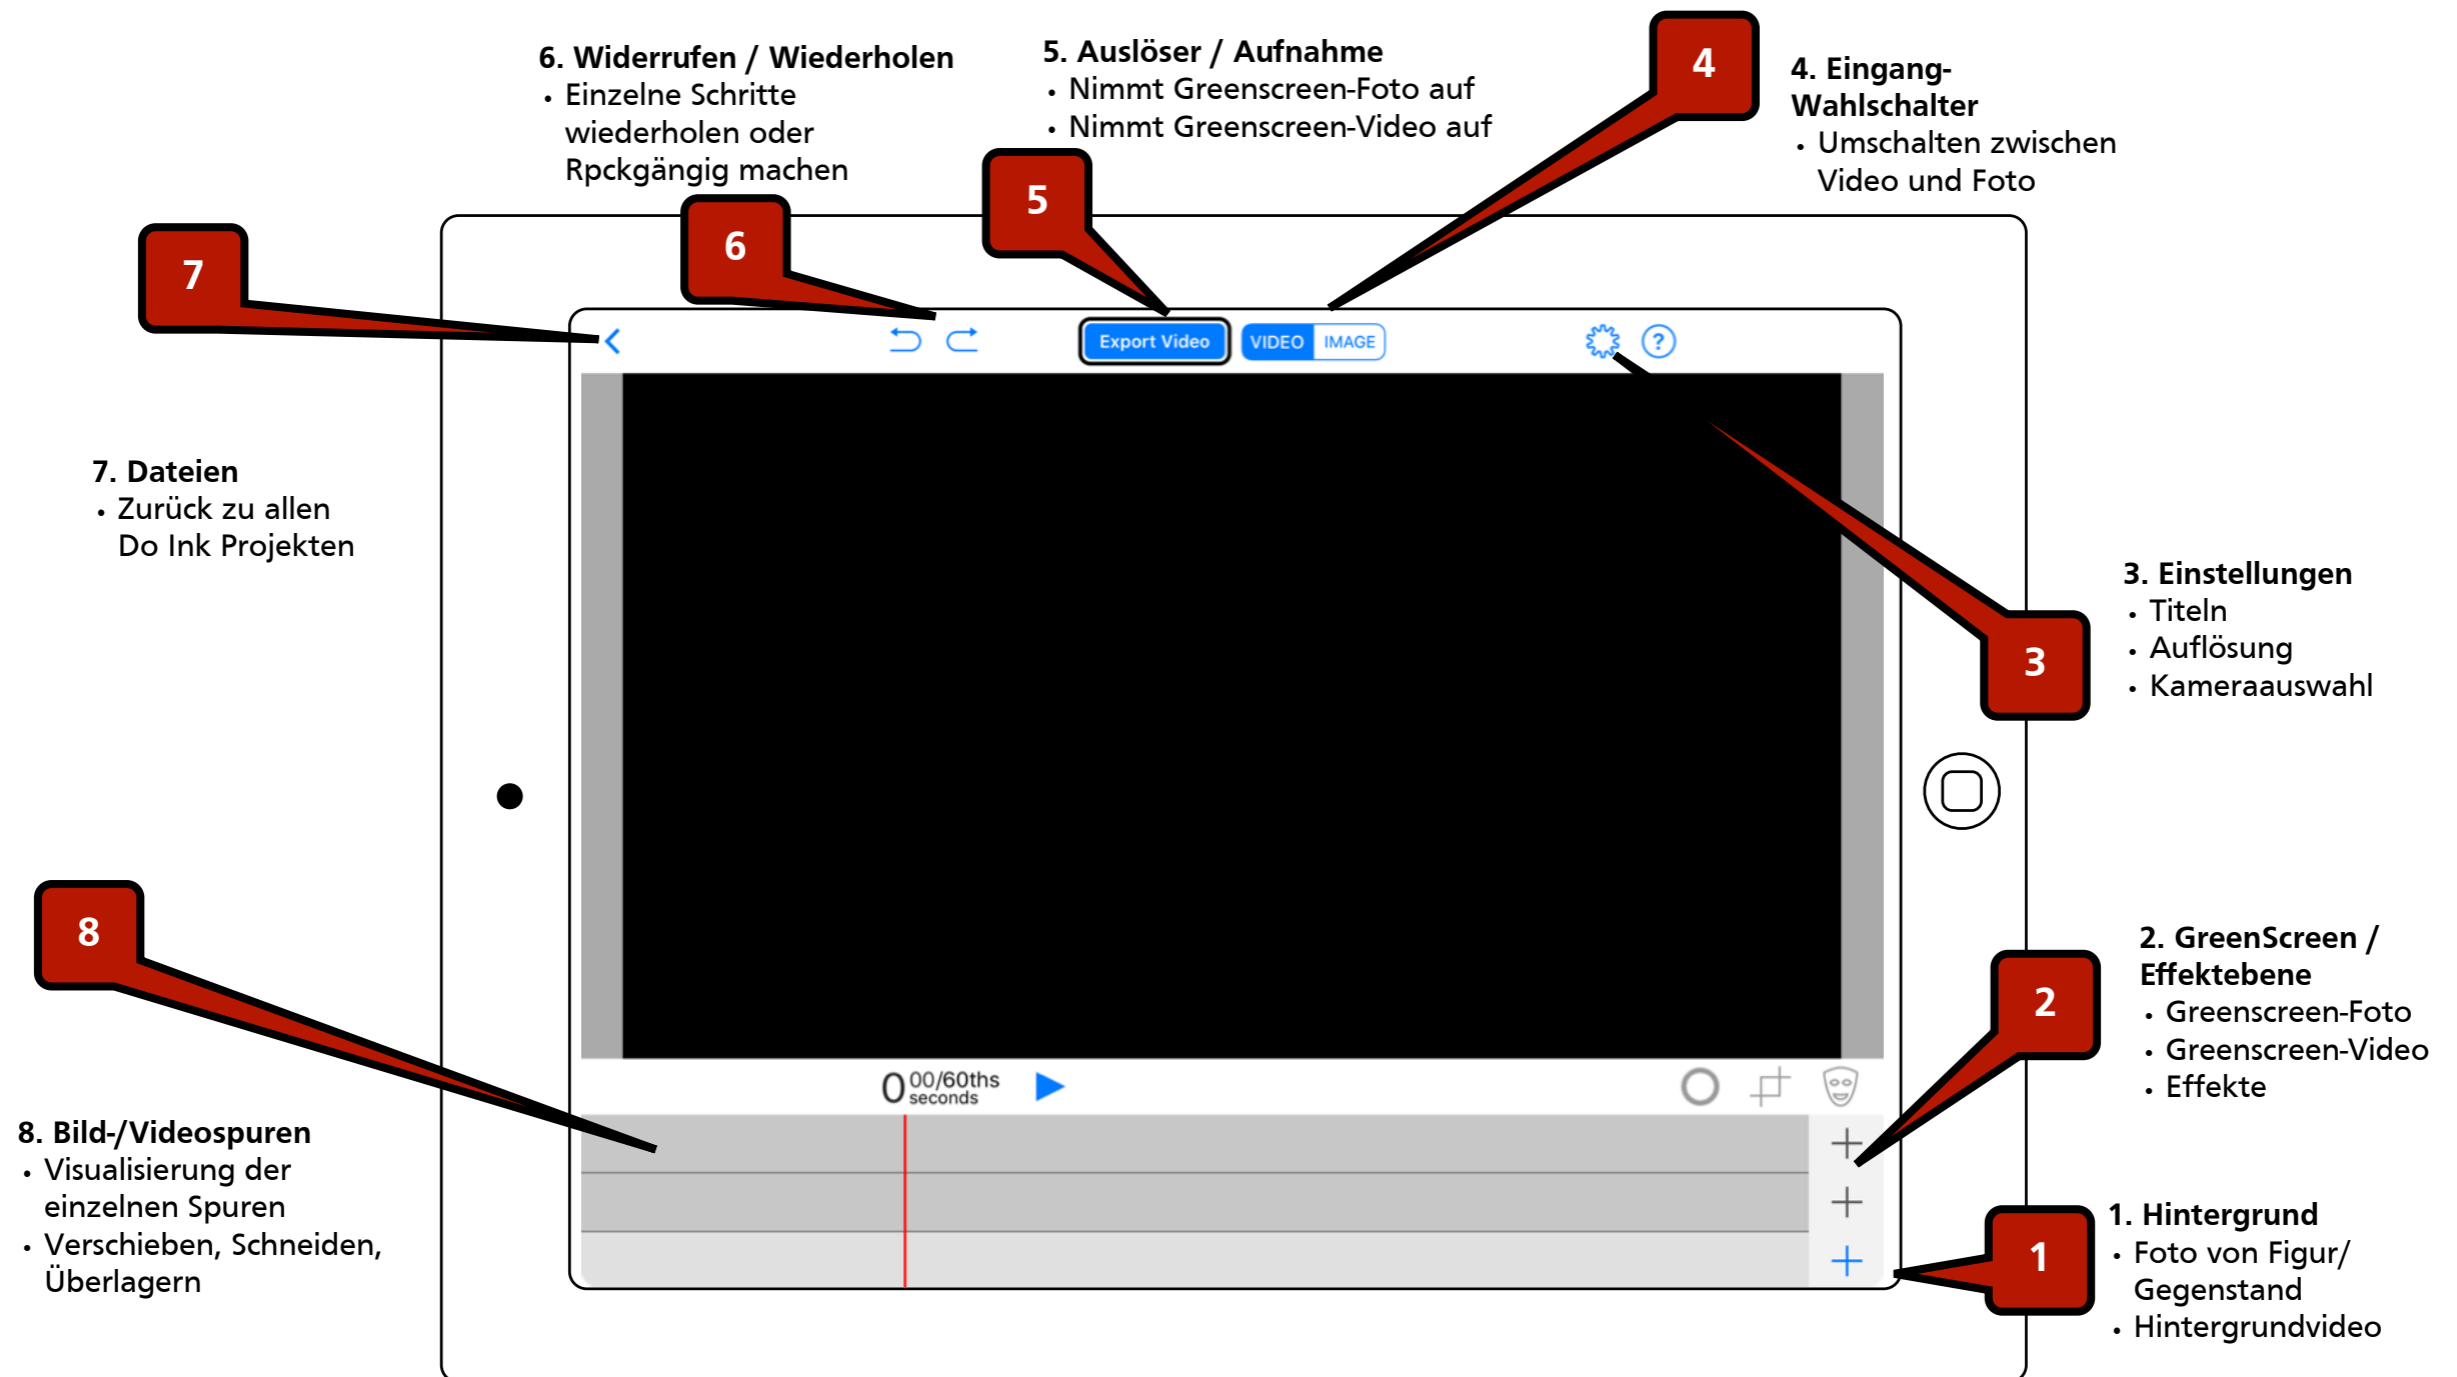 6. Widerrufen / Wiederholen
• Einzelne Schritte
wiederholen oder
Rpckgängig machen
5. Auslöser / Aufnahme
• Nimmt Greenscreen-Foto auf
• Nimmt Greenscreen-Video auf
4
4. Eingang-
Wahlschalter
• Umschalten zwischen
Video und Foto
5
6
7
Export Video
VIDEO
IMAGE
?
7. Dateien
• Zurück zu allen
Do Ink Projekten
3. Einstellungen
• Titeln
• Auflösung
• Kameraauswahl
3
8
2. GreenScreen /
Effektebene
• Greenscreen-Foto
• Greenscreen-Video
• Effekte
2
0 00/60ths
seconds
8. Bild-/Videospuren
• Visualisierung der
einzelnen Spuren
• Verschieben, Schneiden,
Überlagern
1. Hintergrund
• Foto von Figur/
Gegenstand
• Hintergrundvideo
1